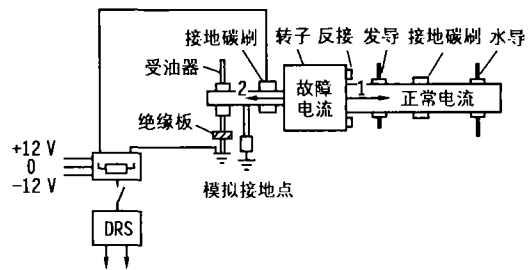 转子 反接 发导 接地碳刷 水导
接地碳刷
受油器
2
故障
电流
1
正常电流
绝缘板
+12 V
0
-12 V
模拟接地点
DRS